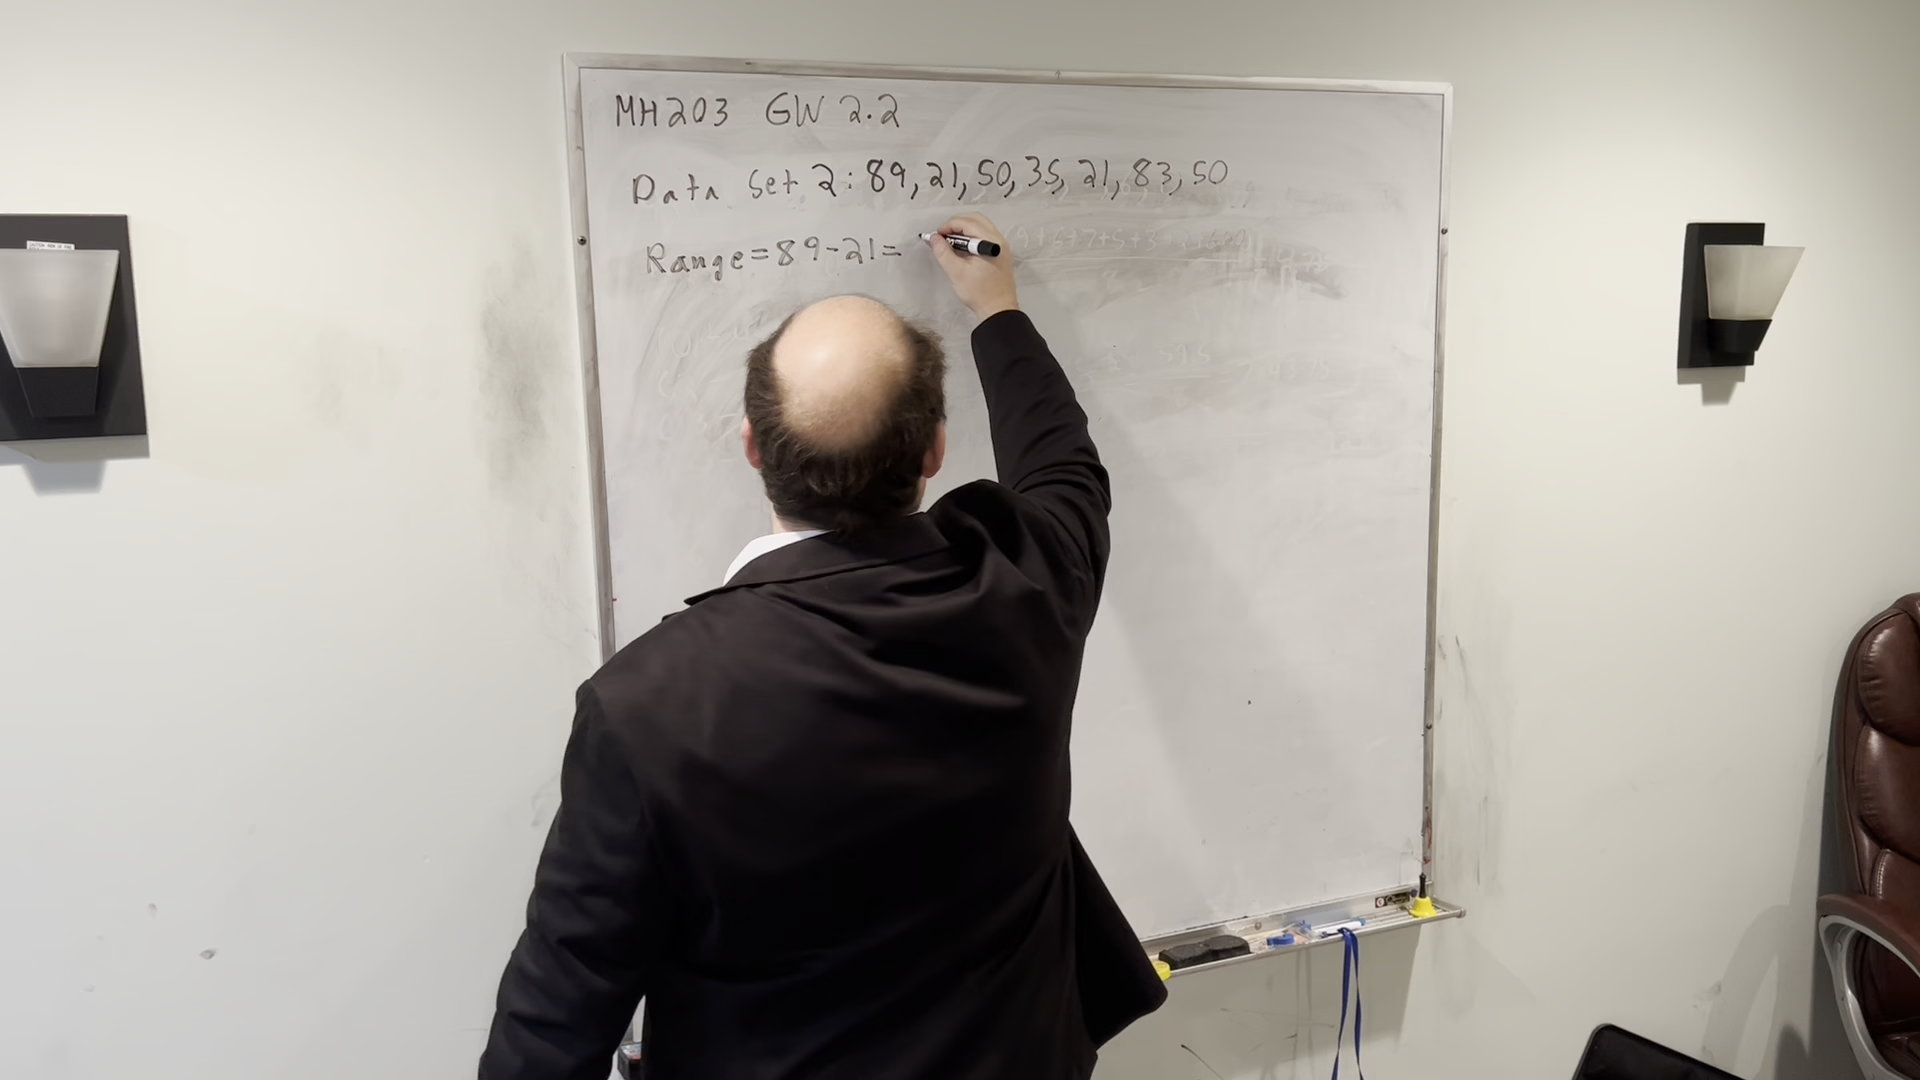 MH203 GW 2.2
Data Set 2: 89, 21, 50, 35, 21, 83, 50
Range=89-21=